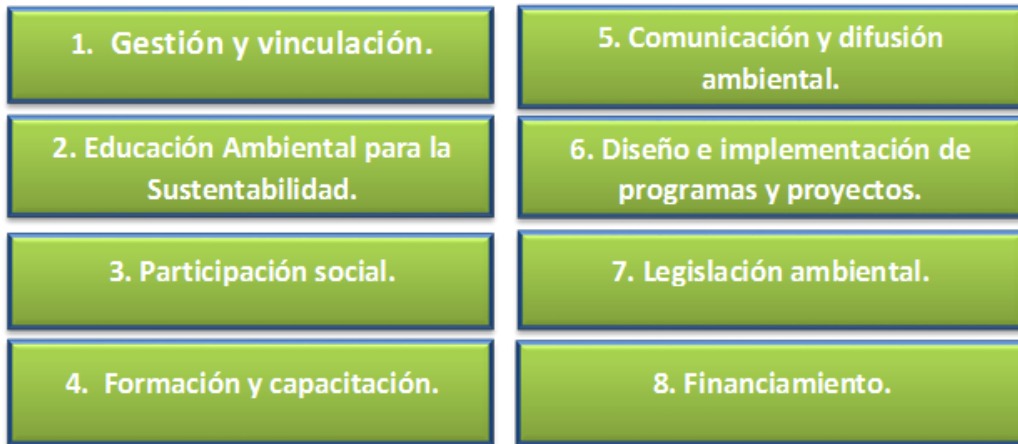 1. Gestión y vinculación.
2. Educación Ambiental para la
Sustentabilidad.
3. Participación social.
4. Formación y capacitación.
5. Comunicación y difusión
ambiental.
6. Diseño e implementación de
programas y proyectos.
7. Legislación ambiental.
8. Financiamiento.